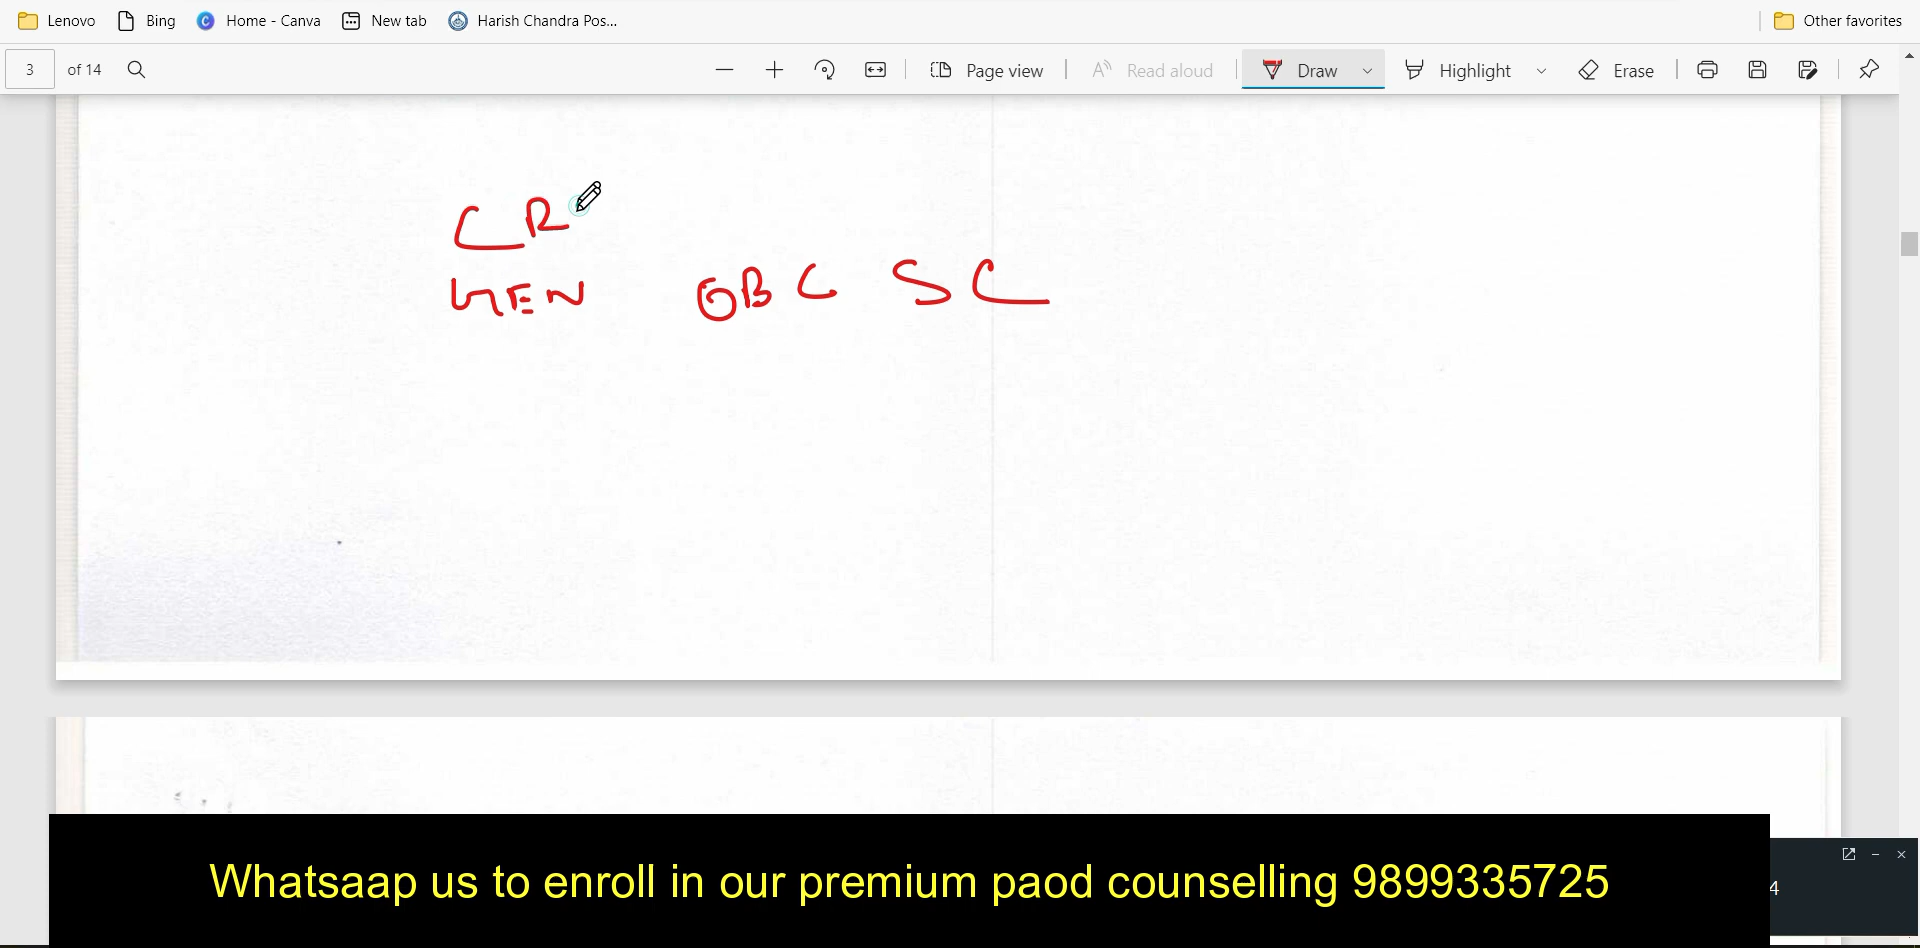 Lenovo Bing Home - Canva New tab Harish Chandra Pos... Other favorites
3 of 14 Page view Read aloud Draw Highlight Erase
CR
GEN OBC SC
Whatsaap us to enroll in our premium paod counselling 9899335725
4